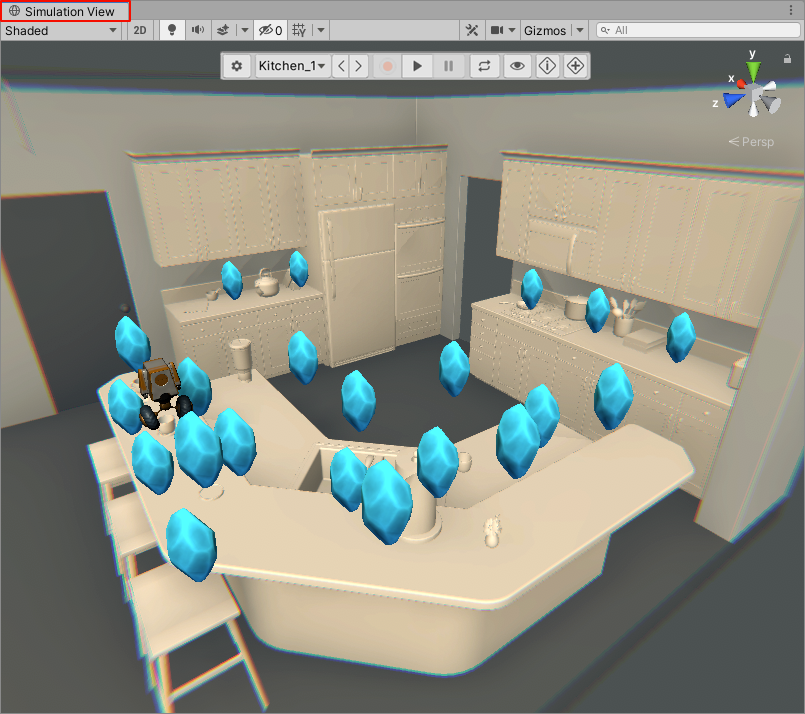 Simulation View
Shaded 2D 0 Gizmos All
Kitchen_1
y
x
z
Persp